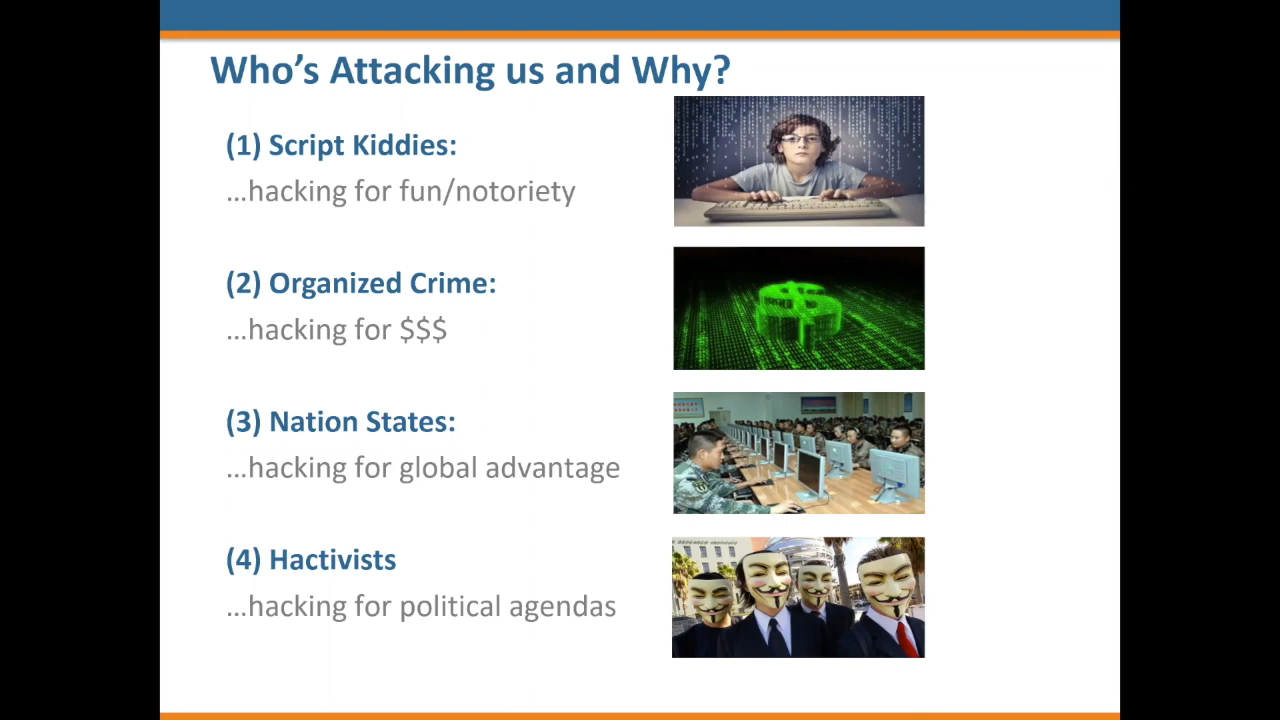 Who's Attacking us and Why?
(1) Script Kiddies:
...hacking for fun/notoriety
(2) Organized Crime:
...hacking for $$$
(3) Nation States:
...hacking for global advantage
(4) Hactivists
...hacking for political agendas